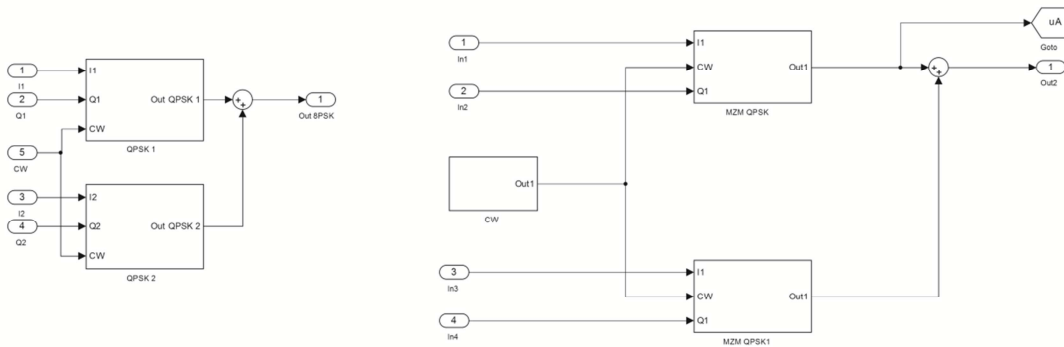 1
I1
2
Q1
5
CW
3
I2
4
Q2
I1
Q1
CW
Out QPSK 1
QPSK 1
I2
Q2
CW
Out QPSK 2
QPSK 2
++
1
Out 8PSK
1
In1
2
In2
I1
CW
Q1
Out1
MZM QPSK
Out1
CW
3
In3
4
In4
I1
CW
Q1
Out1
MZM QPSK1
uA
Goto
++
1
Out2